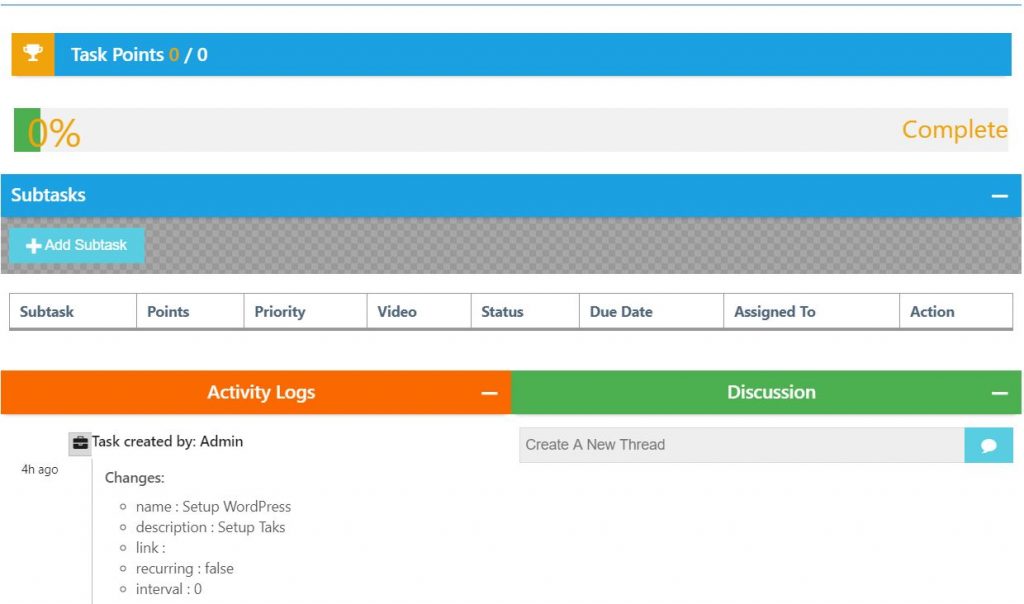 Task Points 0 / 0
0% Complete
Subtasks
Add Subtask
Subtask Points Priority Video Status Due Date Assigned To Action
Activity Logs
Task created by: Admin
4h ago
Changes:
name : Setup WordPress
description : Setup Taks
link :
recurring : false
interval : 0
Discussion
Create A New Thread